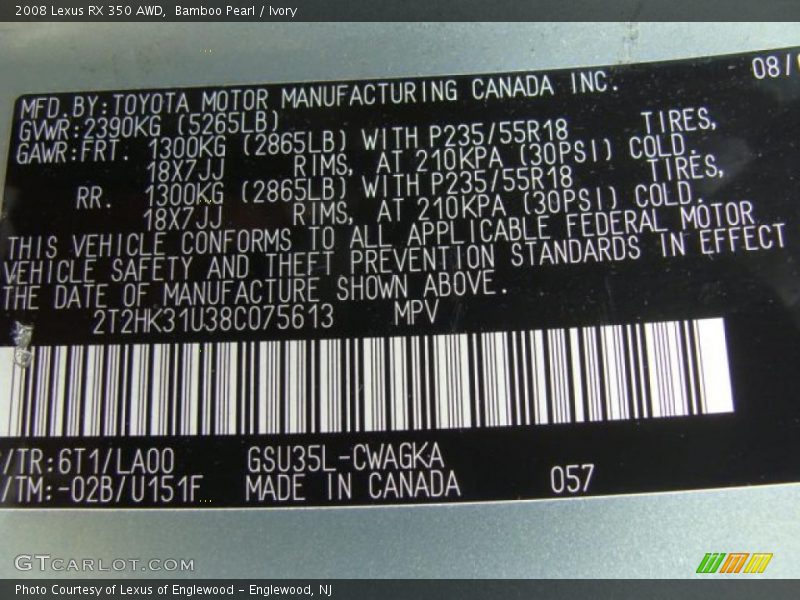 2008 Lexus RX 350 AWD, Bamboo Pearl / Ivory
08/
MFD.BY:TOYOTA MOTOR MANUFACTURING CANADA INC.
GVWR:2390KG (5265LB)
GAWR:FRT. 1300KG (2865LB) WITH P235/55R18 TIRES,
18X7JJ RIMS, AT 210KPA (30PSI) COLD.
RR. 1300KG (2865LB) WITH P235/55R18 TIRES,
18X7JJ RIMS, AT 210KPA (30PSI) COLD.
THIS VEHICLE CONFORMS TO ALL APPLICABLE FEDERAL MOTOR
VEHICLE SAFETY AND THEFT PREVENTION STANDARDS IN EFFECT
THE DATE OF MANUFACTURE SHOWN ABOVE.
2T2HK31U38C075613 MPV
/TR:6T1/LA00 GSU35L-CWAGKA
/TM:-02B/U151F MADE IN CANADA 057
GTCARLOT.COM
Photo Courtesy of Lexus of Englewood - Englewood, NJ